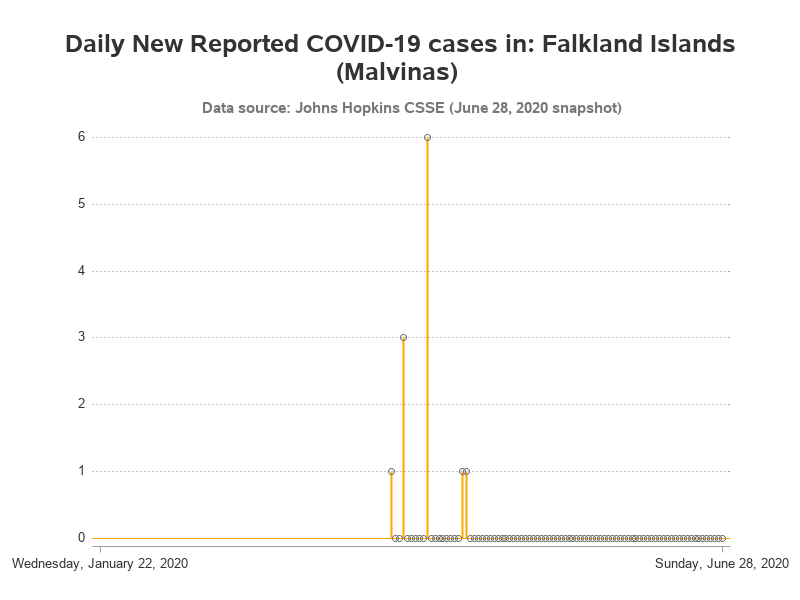 Daily New Reported COVID-19 cases in: Falkland Islands
(Malvinas)
Data source: Johns Hopkins CSSE (June 28, 2020 snapshot)
6
5
4
3
2
1
0
Wednesday, January 22, 2020
Sunday, June 28, 2020